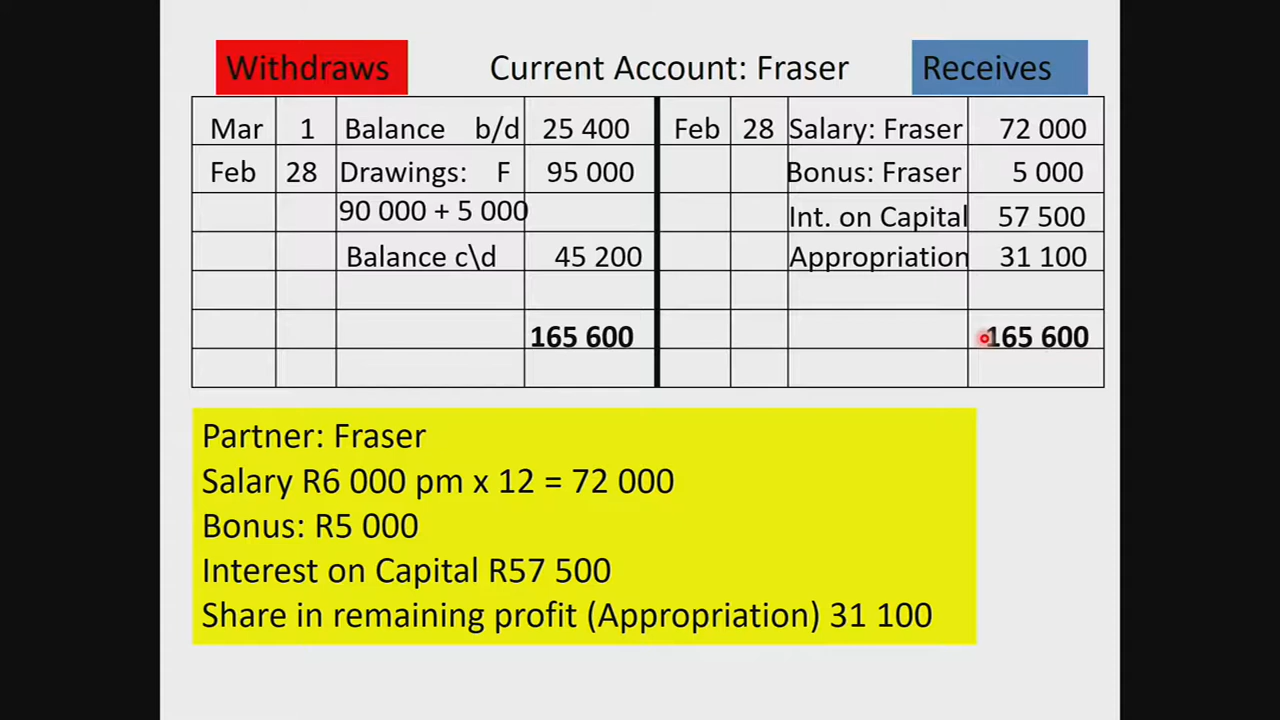 Withdraws Current Account: Fraser Receives
Mar 1 Balance b/d 25 400 Feb 28 Salary: Fraser 72 000
Feb 28 Drawings: F 95 000 Bonus: Fraser 5 000
90 000 + 5 000 Int. on Capital 57 500
Balance c\d 45 200 Appropriation 31 100
165 600 165 600
Partner: Fraser
Salary R6 000 pm x 12 = 72 000
Bonus: R5 000
Interest on Capital R57 500
Share in remaining profit (Appropriation) 31 100